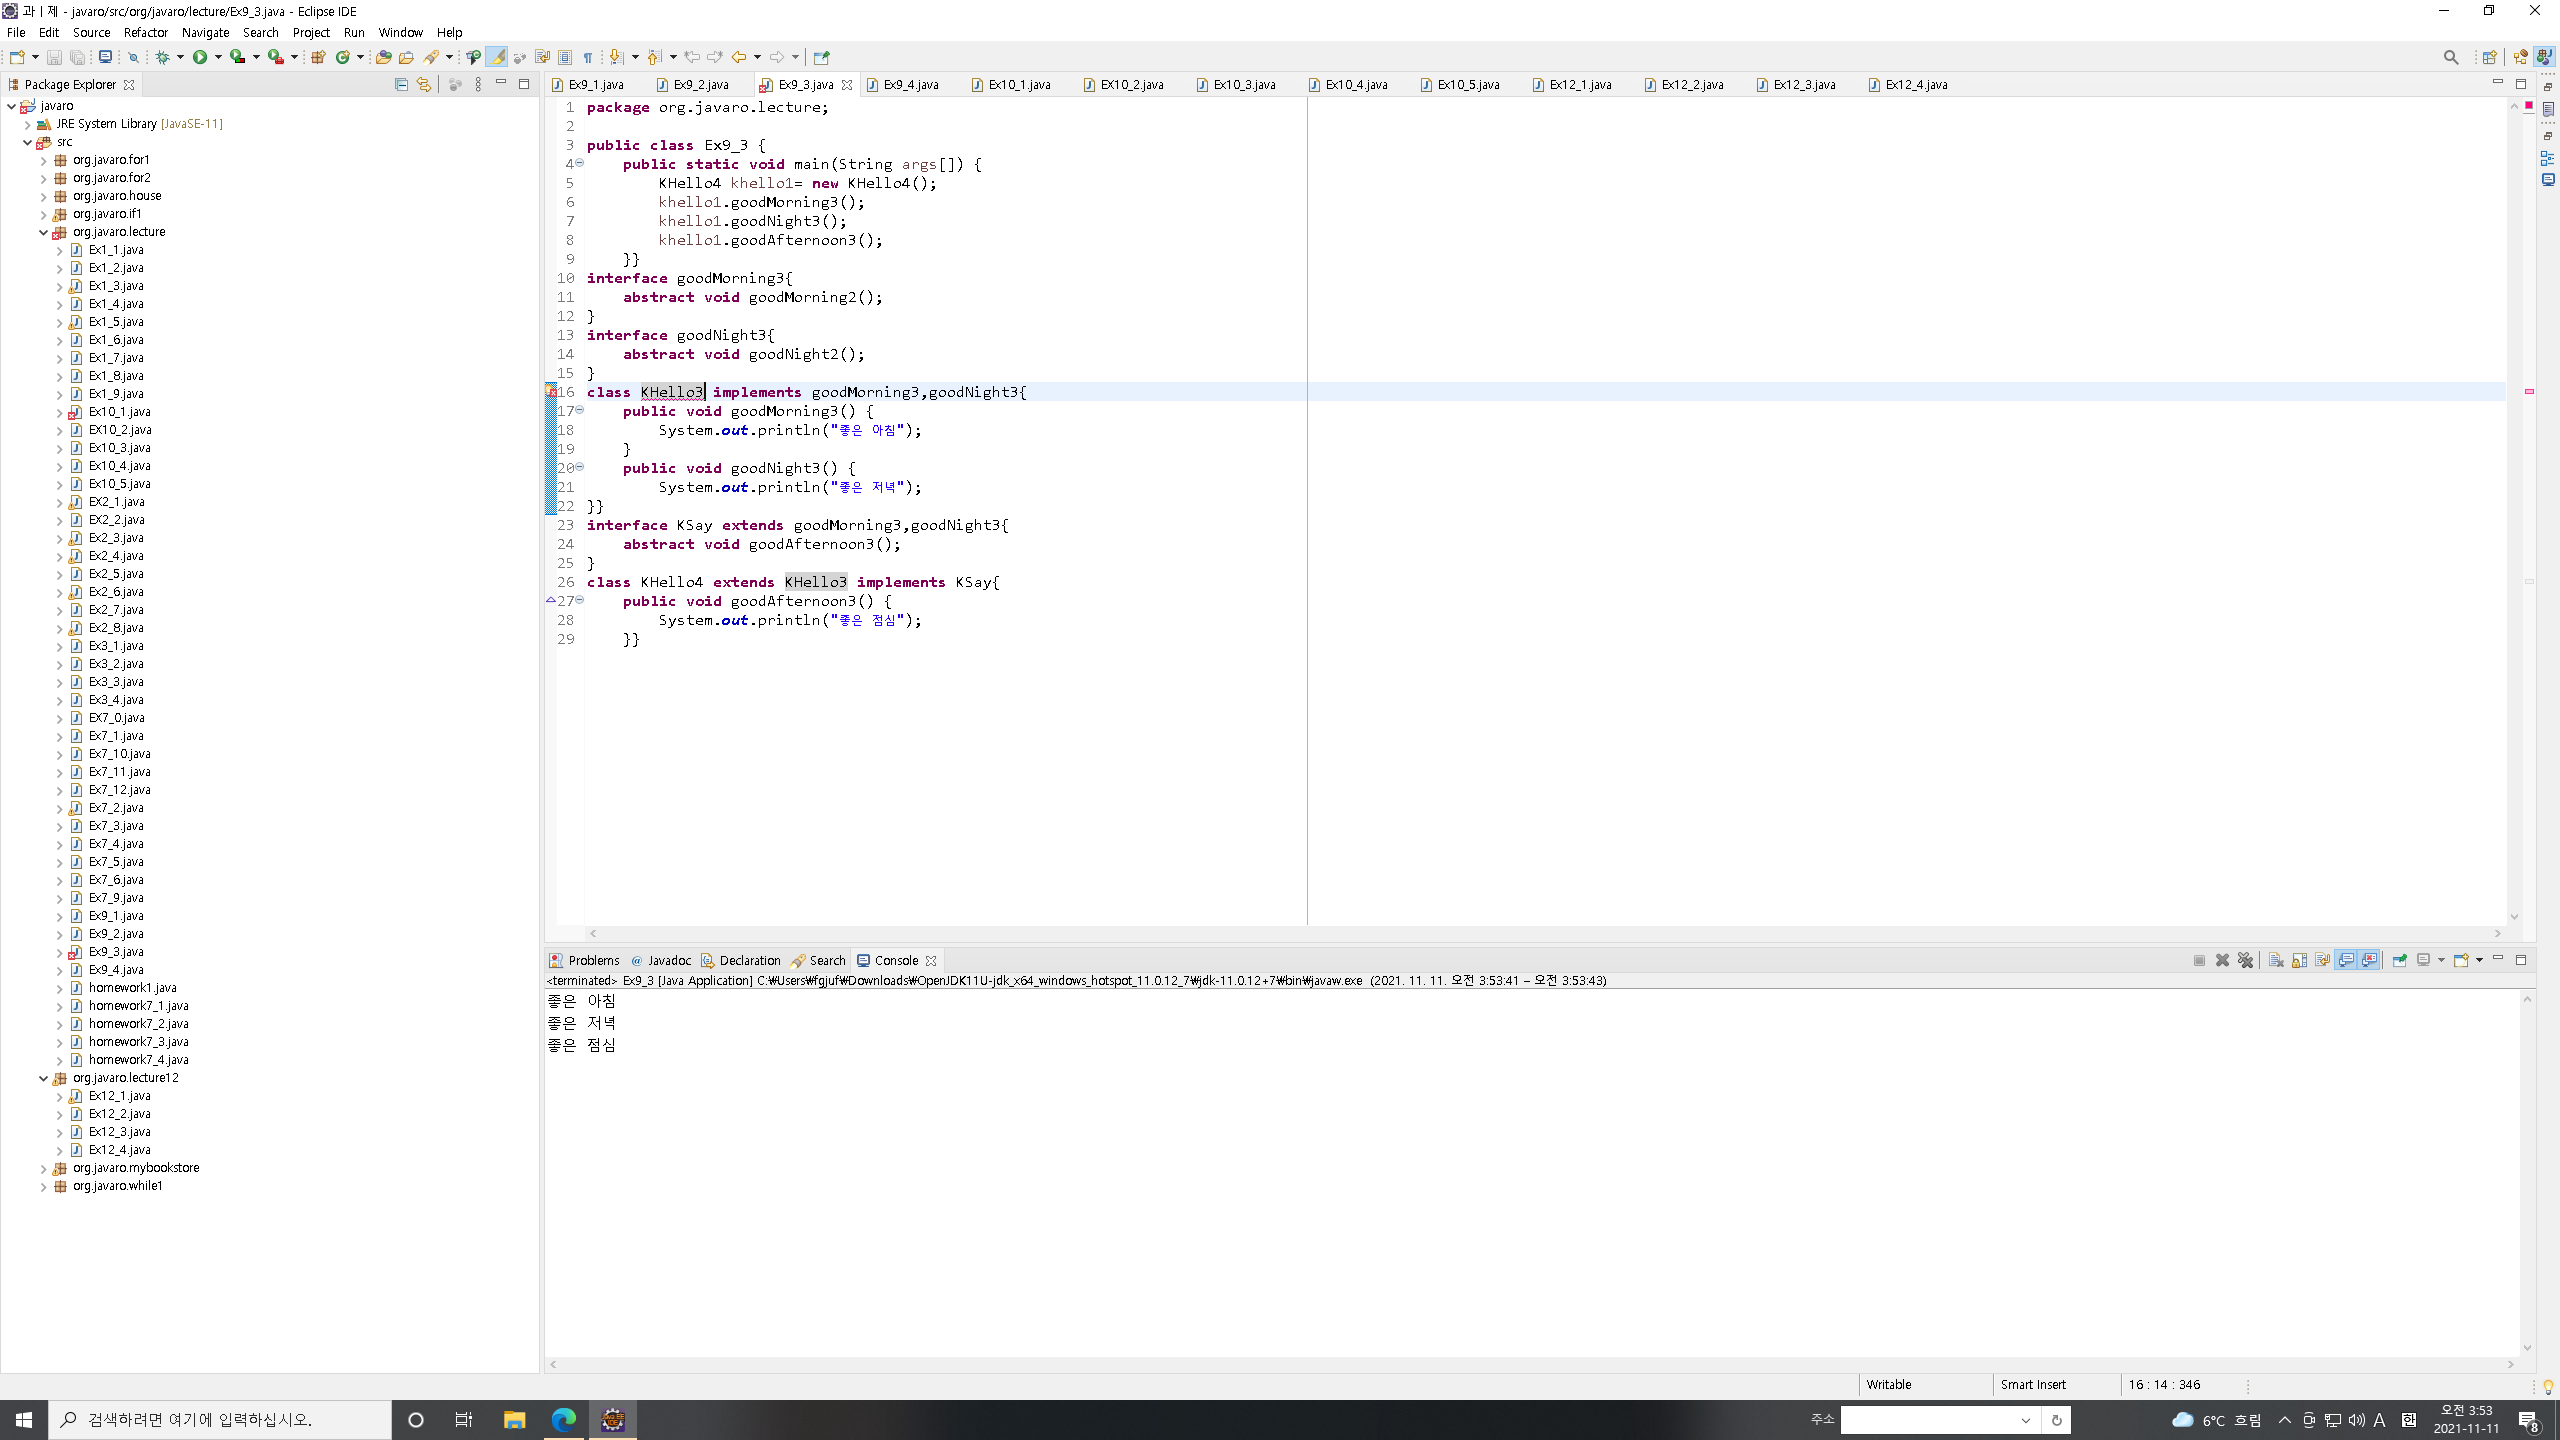 과ㅣ제 - javaro/src/org/javaro/lecture/Ex9_3.java - Eclipse IDE
File Edit Source Refactor Navigate Search Project Run Window Help
Package Explorer
javaro
JRE System Library [JavaSE-11]
src
org.javaro.for1
org.javaro.for2
org.javaro.house
org.javaro.if1
org.javaro.lecture
Ex1_1.java
Ex1_2.java
Ex1_3.java
Ex1_4.java
Ex1_5.java
Ex1_6.java
Ex1_7.java
Ex1_8.java
Ex1_9.java
Ex10_1.java
EX10_2.java
Ex10_3.java
Ex10_4.java
Ex10_5.java
EX2_1.java
EX2_2.java
Ex2_3.java
Ex2_4.java
Ex2_5.java
Ex2_6.java
Ex2_7.java
Ex2_8.java
Ex3_1.java
Ex3_2.java
Ex3_3.java
Ex3_4.java
EX7_0.java
Ex7_1.java
Ex7_10.java
Ex7_11.java
Ex7_12.java
Ex7_2.java
Ex7_3.java
Ex7_4.java
Ex7_5.java
Ex7_6.java
Ex7_9.java
Ex9_1.java
Ex9_2.java
Ex9_3.java
Ex9_4.java
homework1.java
homework7_1.java
homework7_2.java
homework7_3.java
homework7_4.java
org.javaro.lecture12
Ex12_1.java
Ex12_2.java
Ex12_3.java
Ex12_4.java
org.javaro.mybookstore
org.javaro.while1
Ex9_1.java Ex9_2.java Ex9_3.java Ex9_4.java Ex10_1.java EX10_2.java Ex10_3.java Ex10_4.java Ex10_5.java Ex12_1.java Ex12_2.java Ex12_3.java Ex12_4.java
1 package org.javaro.lecture;
2
3 public class Ex9_3 {
4 public static void main(String args[]) {
5 KHello4 khello1= new KHello4();
6 khello1.goodMorning3();
7 khello1.goodNight3();
8 khello1.goodAfternoon3();
9 }}
10 interface goodMorning3{
11 abstract void goodMorning2();
12 }
13 interface goodNight3{
14 abstract void goodNight2();
15 }
16 class KHello3 implements goodMorning3,goodNight3{
17 public void goodMorning3() {
18 System.out.println("좋은 아침");
19 }
20 public void goodNight3() {
21 System.out.println("좋은 저녁");
22 }}
23 interface KSay extends goodMorning3,goodNight3{
24 abstract void goodAfternoon3();
25 }
26 class KHello4 extends KHello3 implements KSay{
27 public void goodAfternoon3() {
28 System.out.println("좋은 점심");
29 }}
Problems Javadoc Declaration Search Console
<terminated> Ex9_3 [Java Application] C:₩Users₩fgjuf₩Downloads₩OpenJDK11U-jdk_x64_windows_hotspot_11.0.12_7₩jdk-11.0.12+7₩bin₩javaw.exe (2021. 11. 11. 오전 3:53:41 – 오전 3:53:43)
좋은 아침
좋은 저녁
좋은 점심
Writable Smart Insert 16 : 14 : 346
검색하려면 여기에 입력하십시오.
주소
6°C 흐림
A 한
오전 3:53
2021-11-11
8